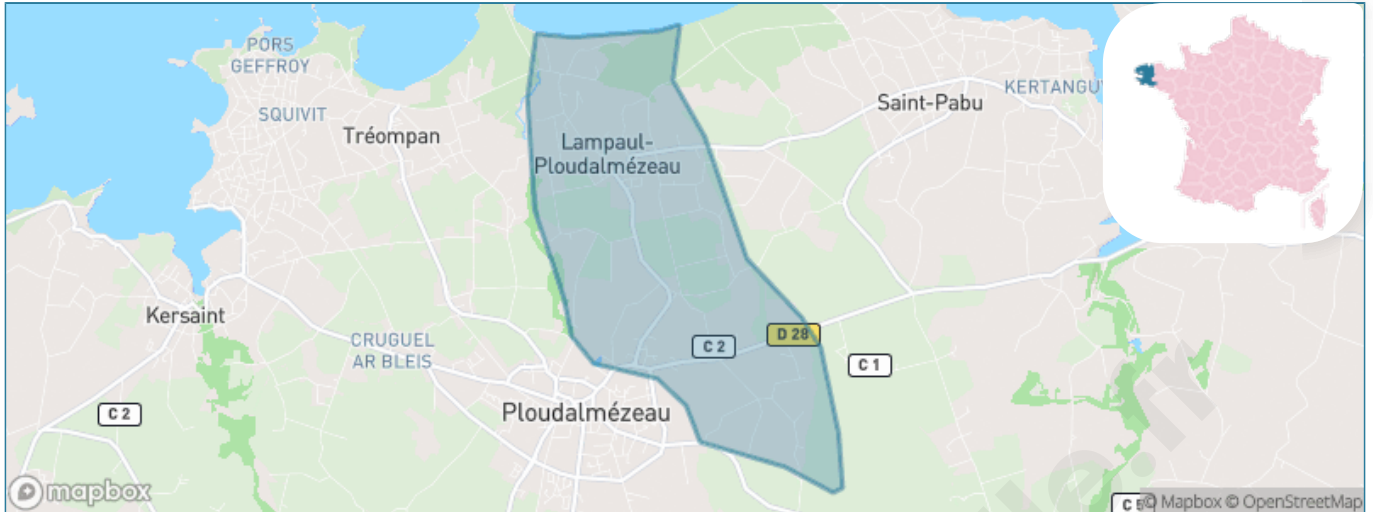 PORS
GEFFROY
SQUIVIT
Tréompan
Lampaul-
Ploudalmézeau
Saint-Pabu
Kersaint
CRUGUEL
AR BLEIS
C 2
D 28
C 1
C 2
Ploudalmézeau
mapbox
© Mapbox © OpenStreetMap